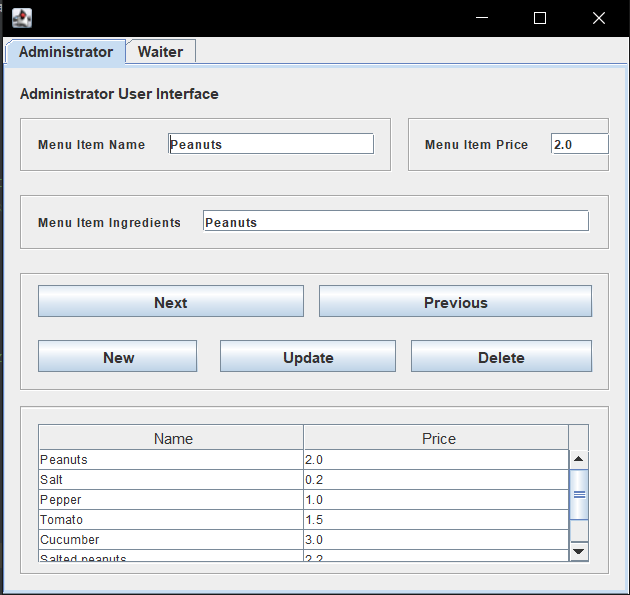 Administrator Waiter
Administrator User Interface
Menu Item Name Peanuts Menu Item Price 2.0
Menu Item Ingredients Peanuts
Next Previous
New Update Delete
Name Price
Peanuts 2.0
Salt 0.2
Pepper 1.0
Tomato 1.5
Cucumber 3.0
Salted peanuts 2.2